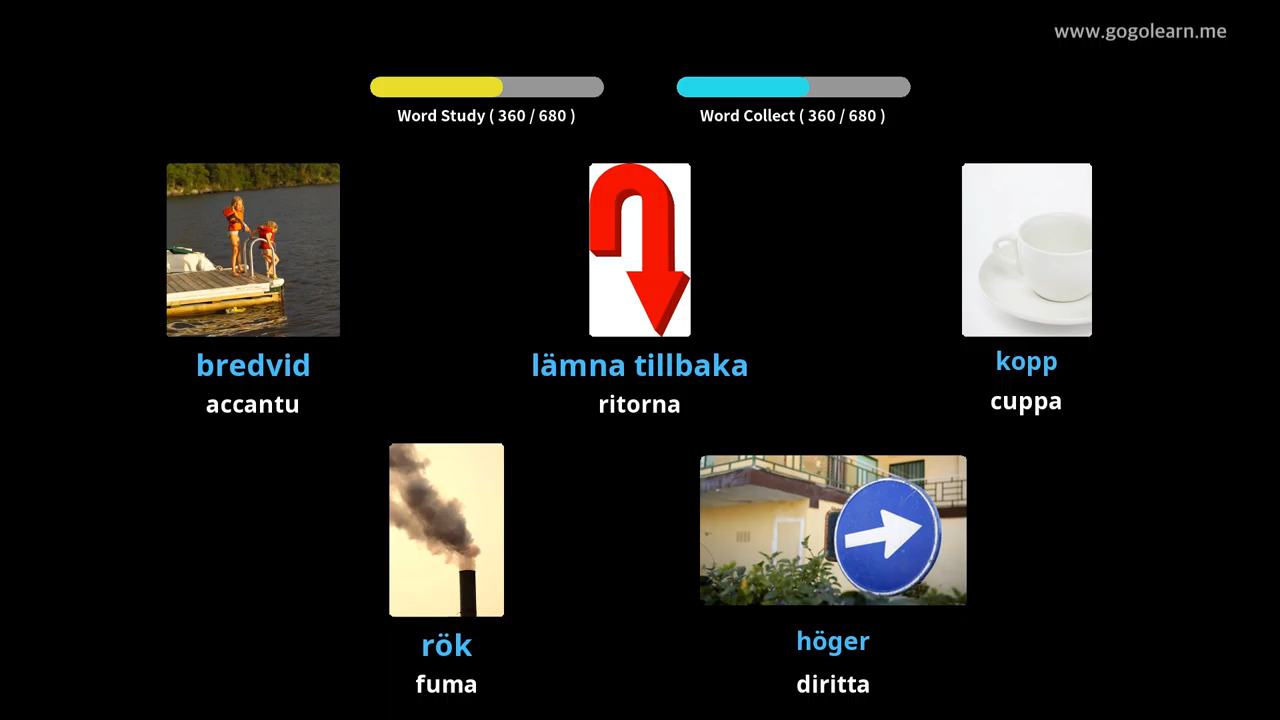 www.gogolearn.me
Word Study ( 360 / 680 )
Word Collect ( 360 / 680 )
bredvid
accantu
lämna tillbaka
ritorna
kopp
cuppa
rök
fuma
höger
diritta